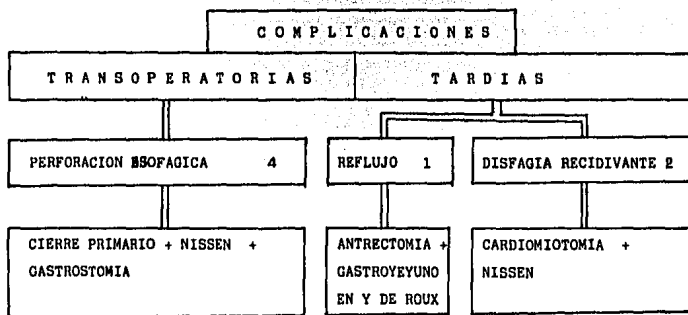 COMPLICACIONES
TRANSOPERATORIAS TARDIAS
PERFORACION ESOFAGICA 4 REFLUJO 1 DISFAGIA RECIDIVANTE 2
CIERRE PRIMARIO + NISSEN +
GASTROSTOMIA
ANTRECTOMIA +
GASTROYEYUNO
EN Y DE ROUX
CARDIOMIOTOMIA +
NISSEN